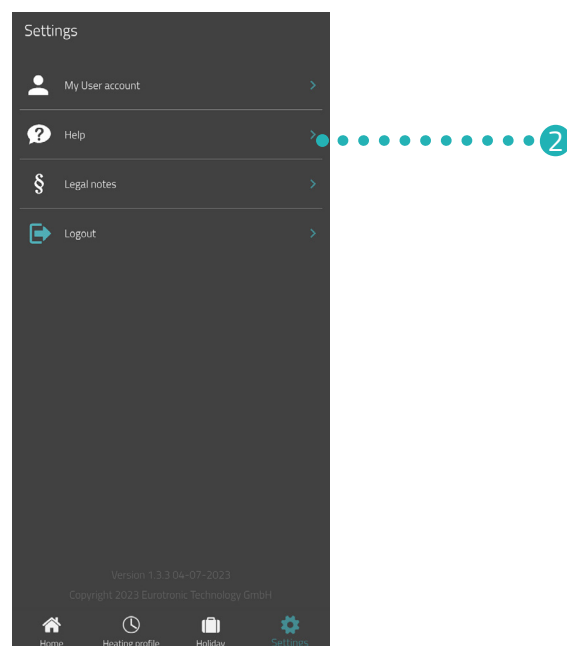 Settings
My User account
Help
2
§ Legal notes
Logout
Version 1.3.3 04-07-2023
Copyright 2023 Eurotronic Technology GmbH
Home Heating profile Holiday Settings